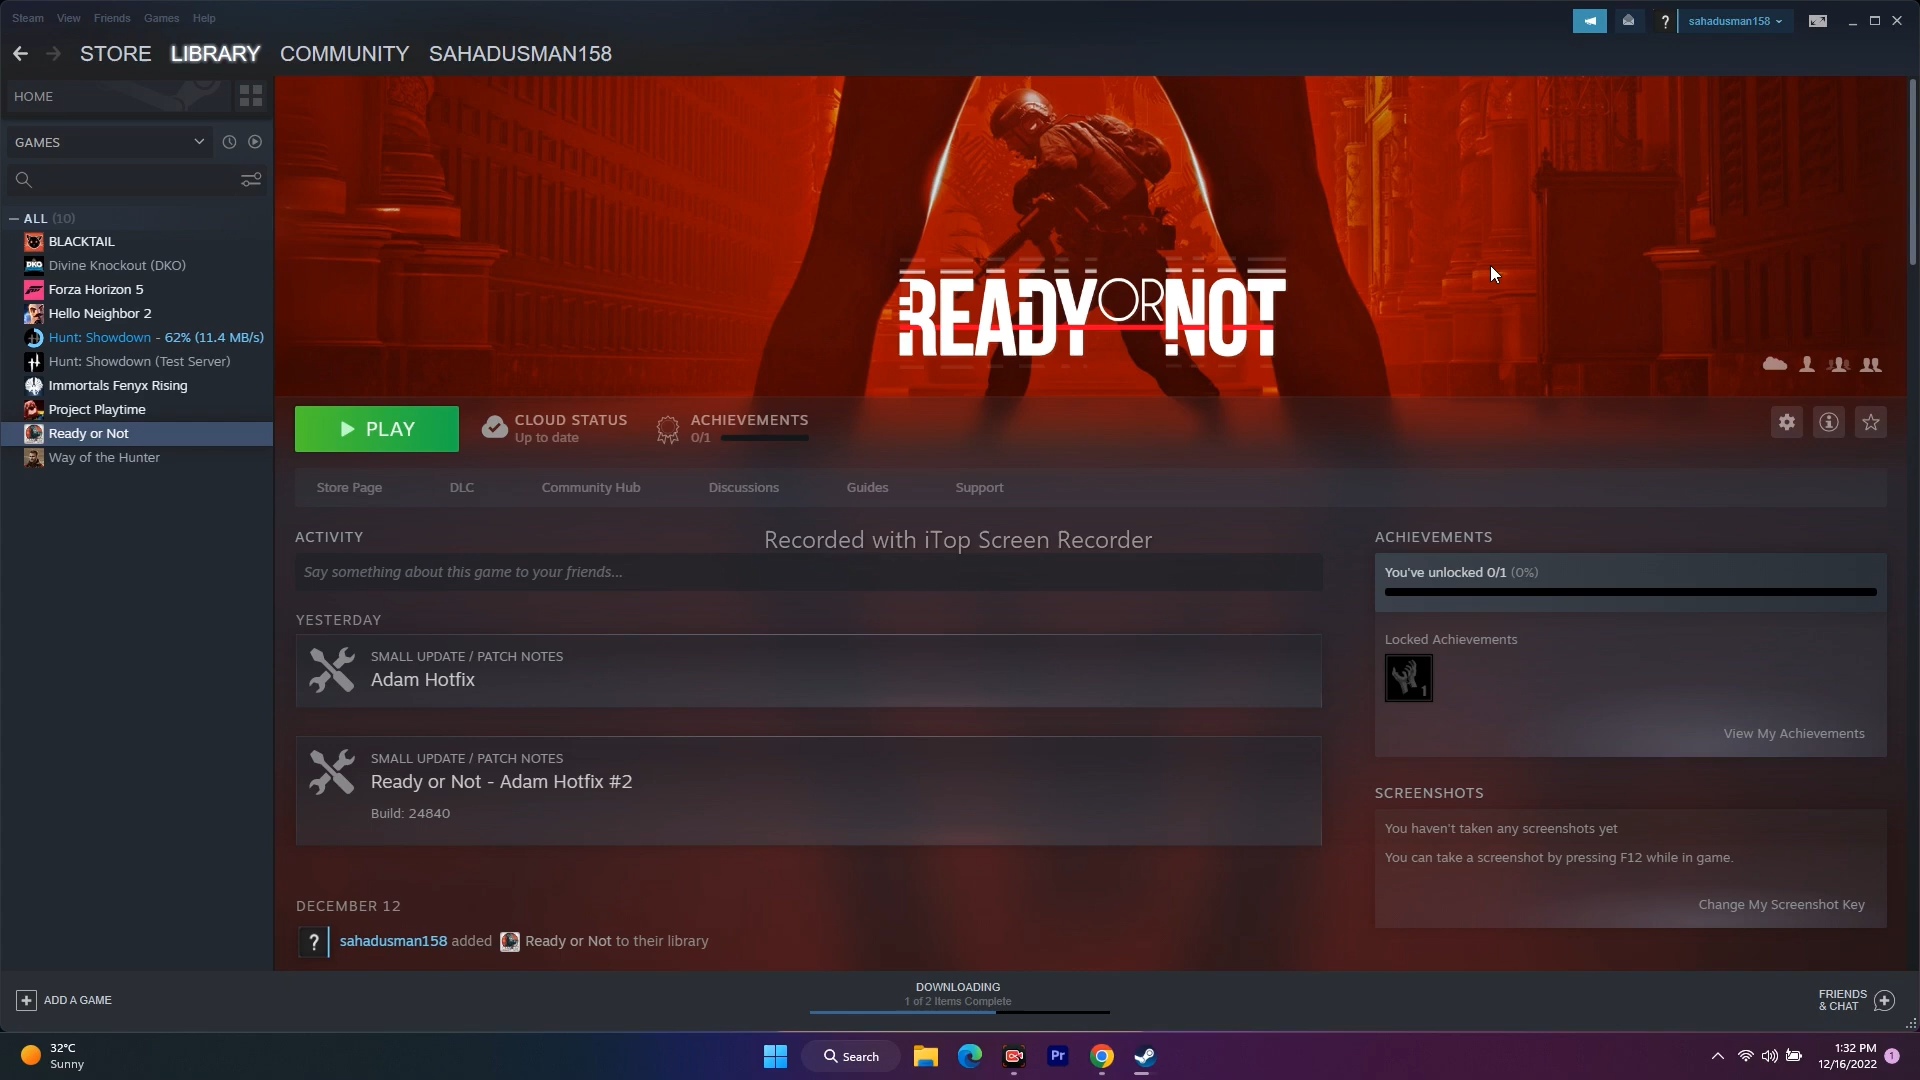 Steam View Friends Games Help
sahadusman158
STORE LIBRARY COMMUNITY SAHADUSMAN158
HOME
GAMES
ALL (10)
BLACKTAIL
DKO Divine Knockout (DKO)
Forza Horizon 5
Hello Neighbor 2
Hunt: Showdown - 62% (11.4 MB/s)
Hunt: Showdown (Test Server)
Immortals Fenyx Rising
Project Playtime
Ready or Not
Way of the Hunter
READY OR NOT
PLAY
CLOUD STATUS
Up to date
ACHIEVEMENTS
0/1
Store Page DLC Community Hub Discussions Guides Support
ACTIVITY
Recorded with iTop Screen Recorder
Say something about this game to your friends...
YESTERDAY
SMALL UPDATE / PATCH NOTES
Adam Hotfix
SMALL UPDATE / PATCH NOTES
Ready or Not - Adam Hotfix #2
Build: 24840
DECEMBER 12
? sahadusman158 added Ready or Not to their library
ACHIEVEMENTS
You've unlocked 0/1 (0%)
Locked Achievements
1
View My Achievements
SCREENSHOTS
You haven't taken any screenshots yet
You can take a screenshot by pressing F12 while in game.
Change My Screenshot Key
ADD A GAME
DOWNLOADING
1 of 2 Items Complete
FRIENDS
& CHAT
32°C
Sunny
Search
Pr
1:32 PM
12/16/2022
1